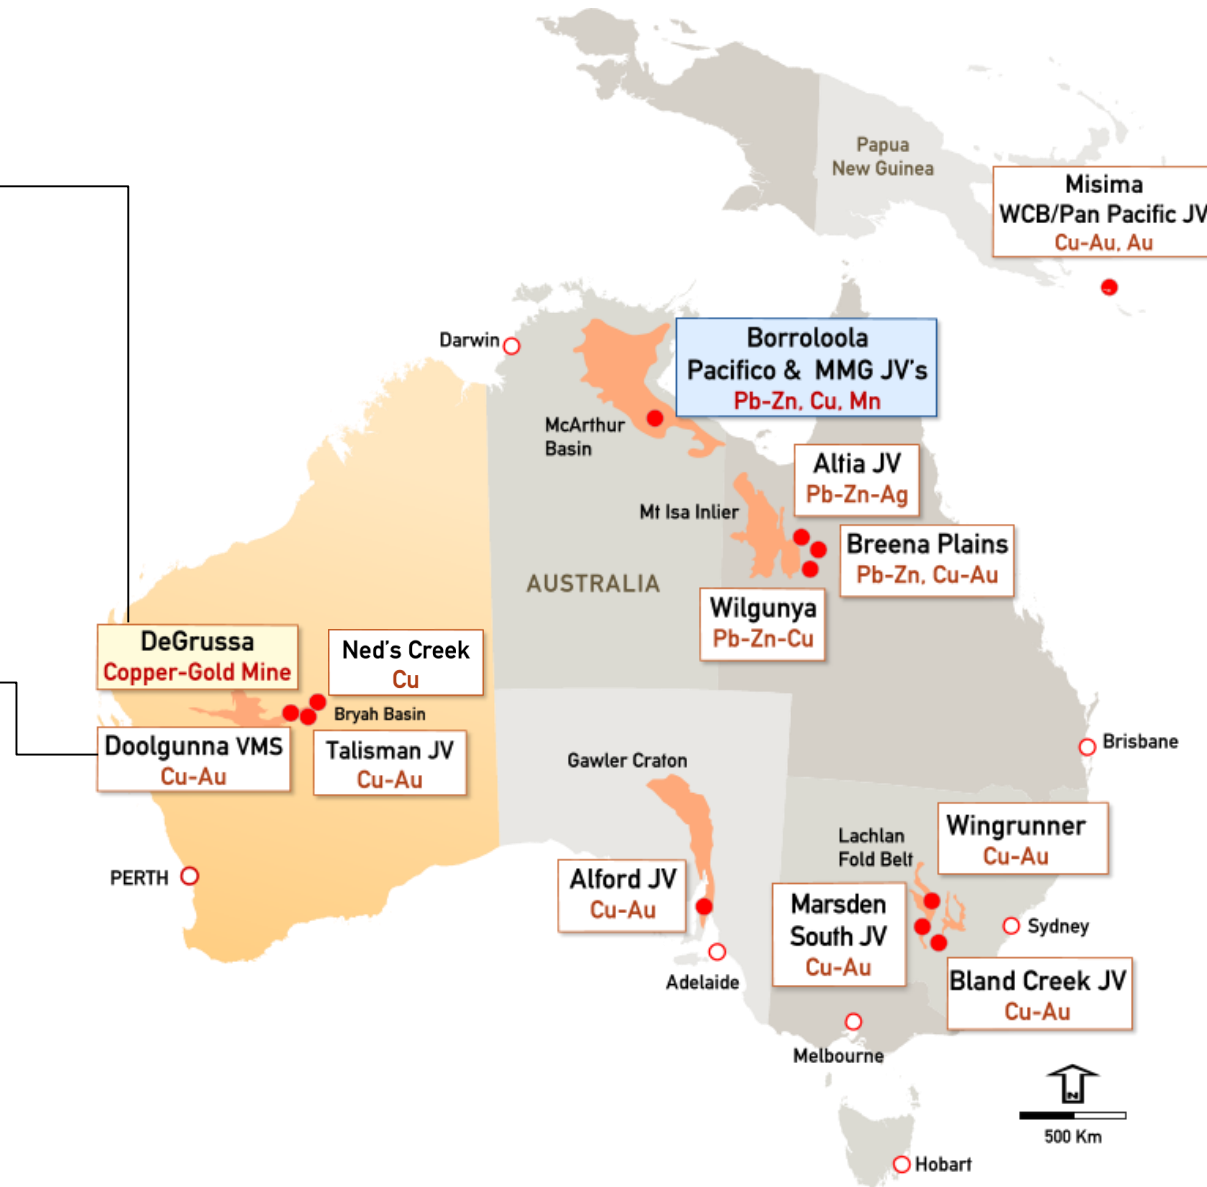 Papua
New Guinea
Misima
WCB/Pan Pacific JV
Cu-Au, Au
Darwin
Borroloola
Pacifico & MMG JV's
Pb-Zn, Cu, Mn
McArthur
Basin
Altia JV
Pb-Zn-Ag
Mt Isa Inlier
Breena Plains
Pb-Zn, Cu-Au
AUSTRALIA
Wilgunya
Pb-Zn-Cu
DeGrussa
Copper-Gold Mine
Ned's Creek
Cu
Bryah Basin
Doolgunna VMS
Cu-Au
Talisman JV
Cu-Au
Brisbane
Gawler Craton
Wingrunner
Cu-Au
Lachlan
Fold Belt
PERTH
Alford JV
Cu-Au
Marsden
South JV
Cu-Au
Sydney
Adelaide
Bland Creek JV
Cu-Au
Melbourne
N
500 Km
Hobart